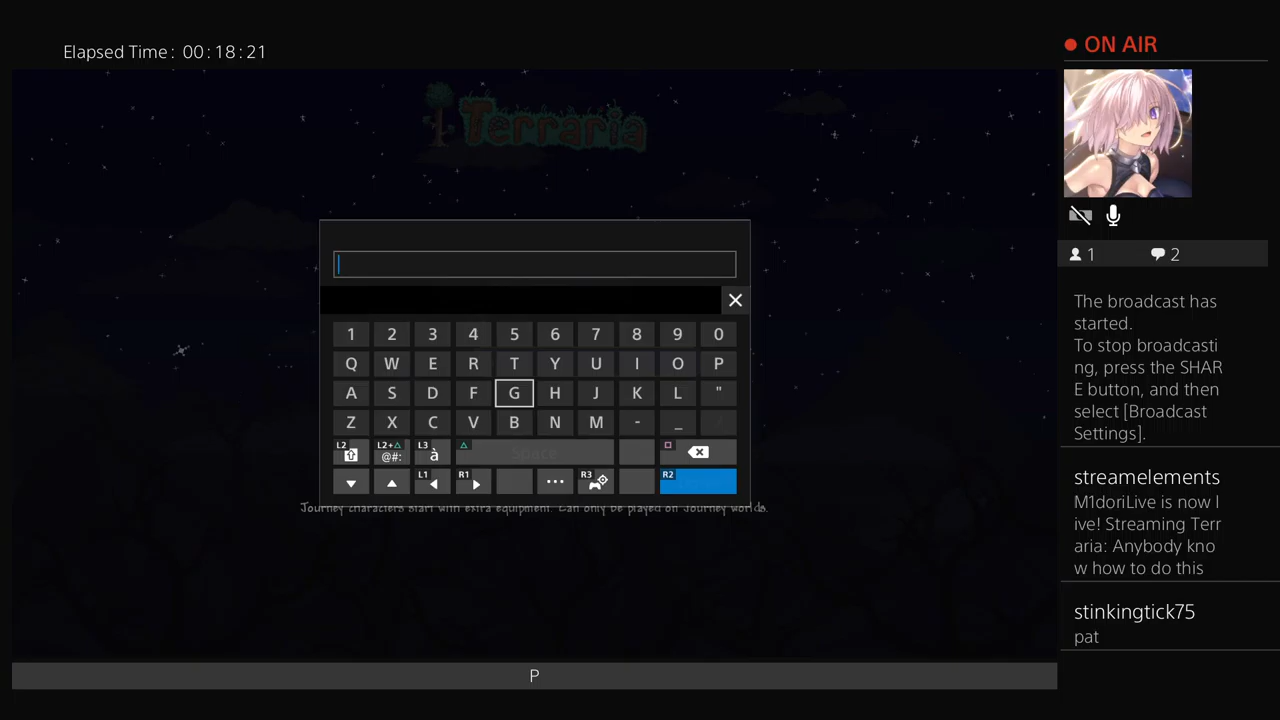 Elapsed Time: 00:18:21
ON AIR
Terraria
1 2 3 4 5 6 7 8 9 0
Q W E R T Y U I O P
A S D F G H J K L "
Z X C V B N M - _
L2 L2+△ @#: L3 à △ Space
L1 R1 ... R3 R2
Journey characters start with extra equipment. Can only be played on Journey worlds.
P
1 2
The broadcast has
started.
To stop broadcasti
ng, press the SHAR
E button, and then
select [Broadcast
Settings].
streamelements
M1doriLive is now l
ive! Streaming Terr
aria: Anybody kno
w how to do this
stinkingtick75
pat